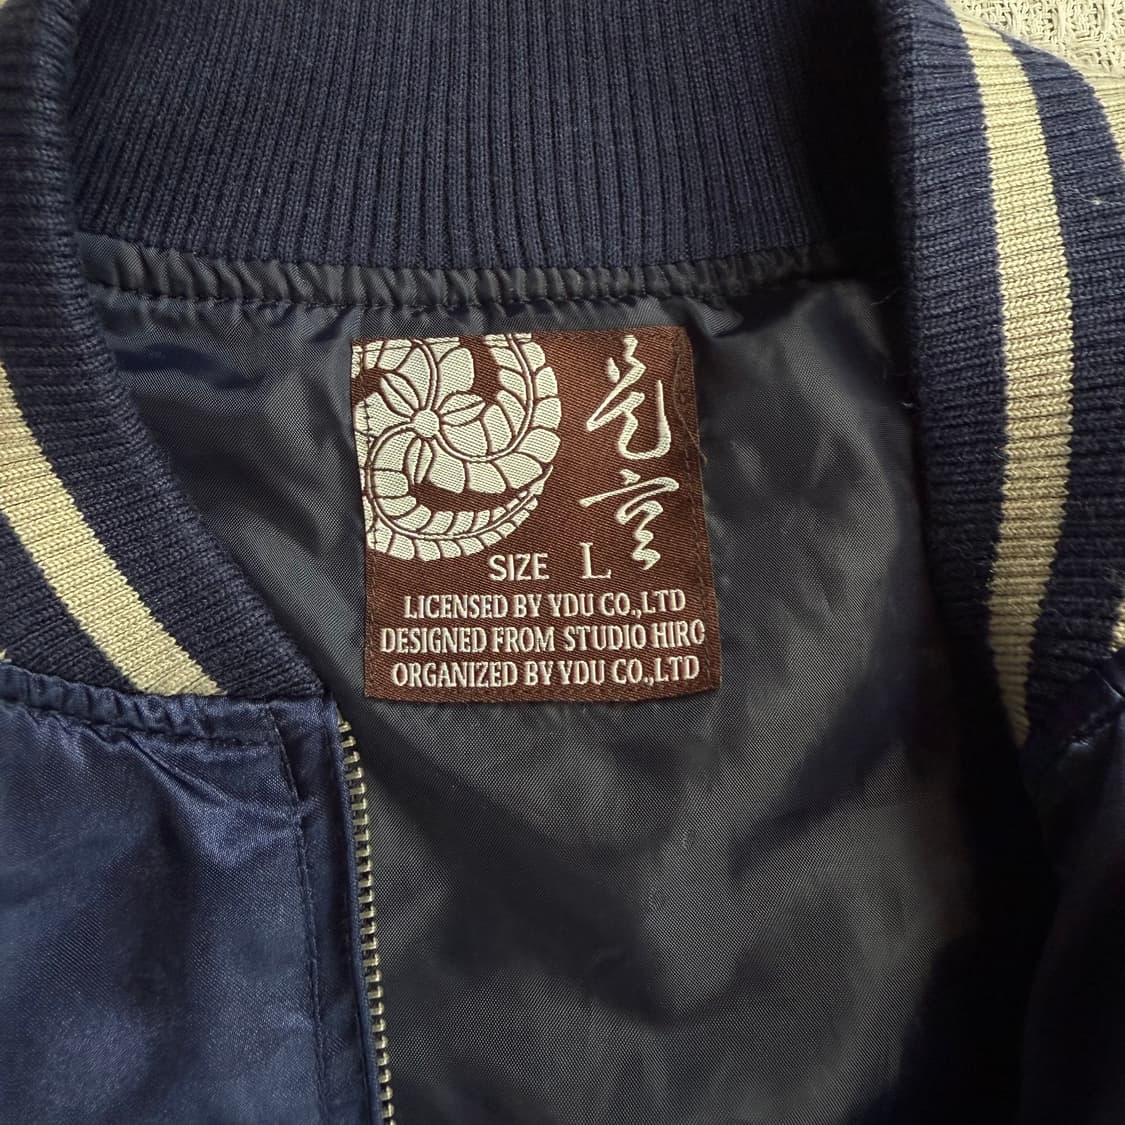 SIZE L
LICENSED BY YDU CO.,LTD
DESIGNED FROM STUDIO HIRO
ORGANIZED BY YDU CO.,LTD